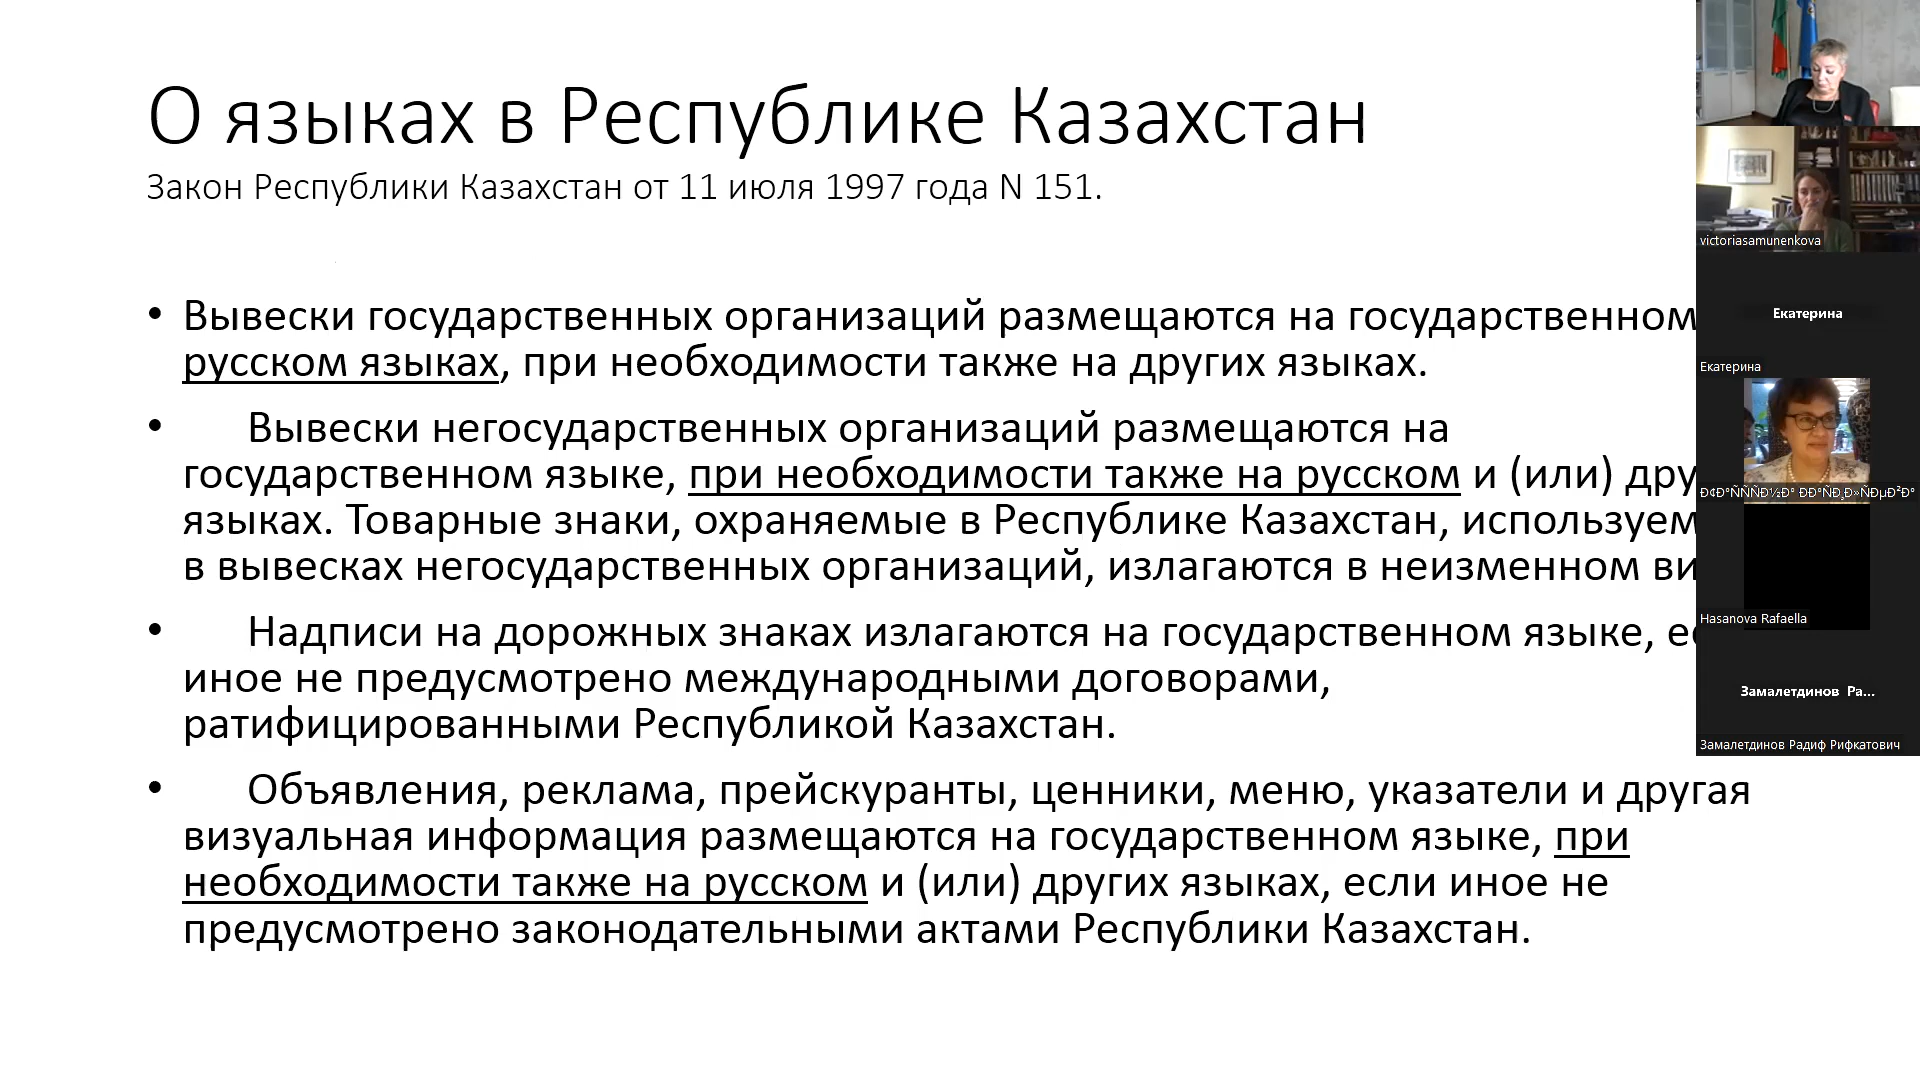 О языках в Республике Казахстан
Закон Республики Казахстан от 11 июля 1997 года N 151.
• Вывески государственных организаций размещаются на государственном
русском языках, при необходимости также на других языках.
• Вывески негосударственных организаций размещаются на
государственном языке, при необходимости также на русском и (или) дру
языках. Товарные знаки, охраняемые в Республике Казахстан, используем
в вывесках негосударственных организаций, излагаются в неизменном ви
• Надписи на дорожных знаках излагаются на государственном языке, ес
иное не предусмотрено международными договорами,
ратифицированными Республикой Казахстан.
• Объявления, реклама, прейскуранты, ценники, меню, указатели и другая
визуальная информация размещаются на государственном языке, при
необходимости также на русском и (или) других языках, если иное не
предусмотрено законодательными актами Республики Казахстан.
victoriasamunenkova
Екатерина
Екатерина
Hasanova Rafaella
Замалетдинов Ра...
Замалетдинов Радиф Рифкатович